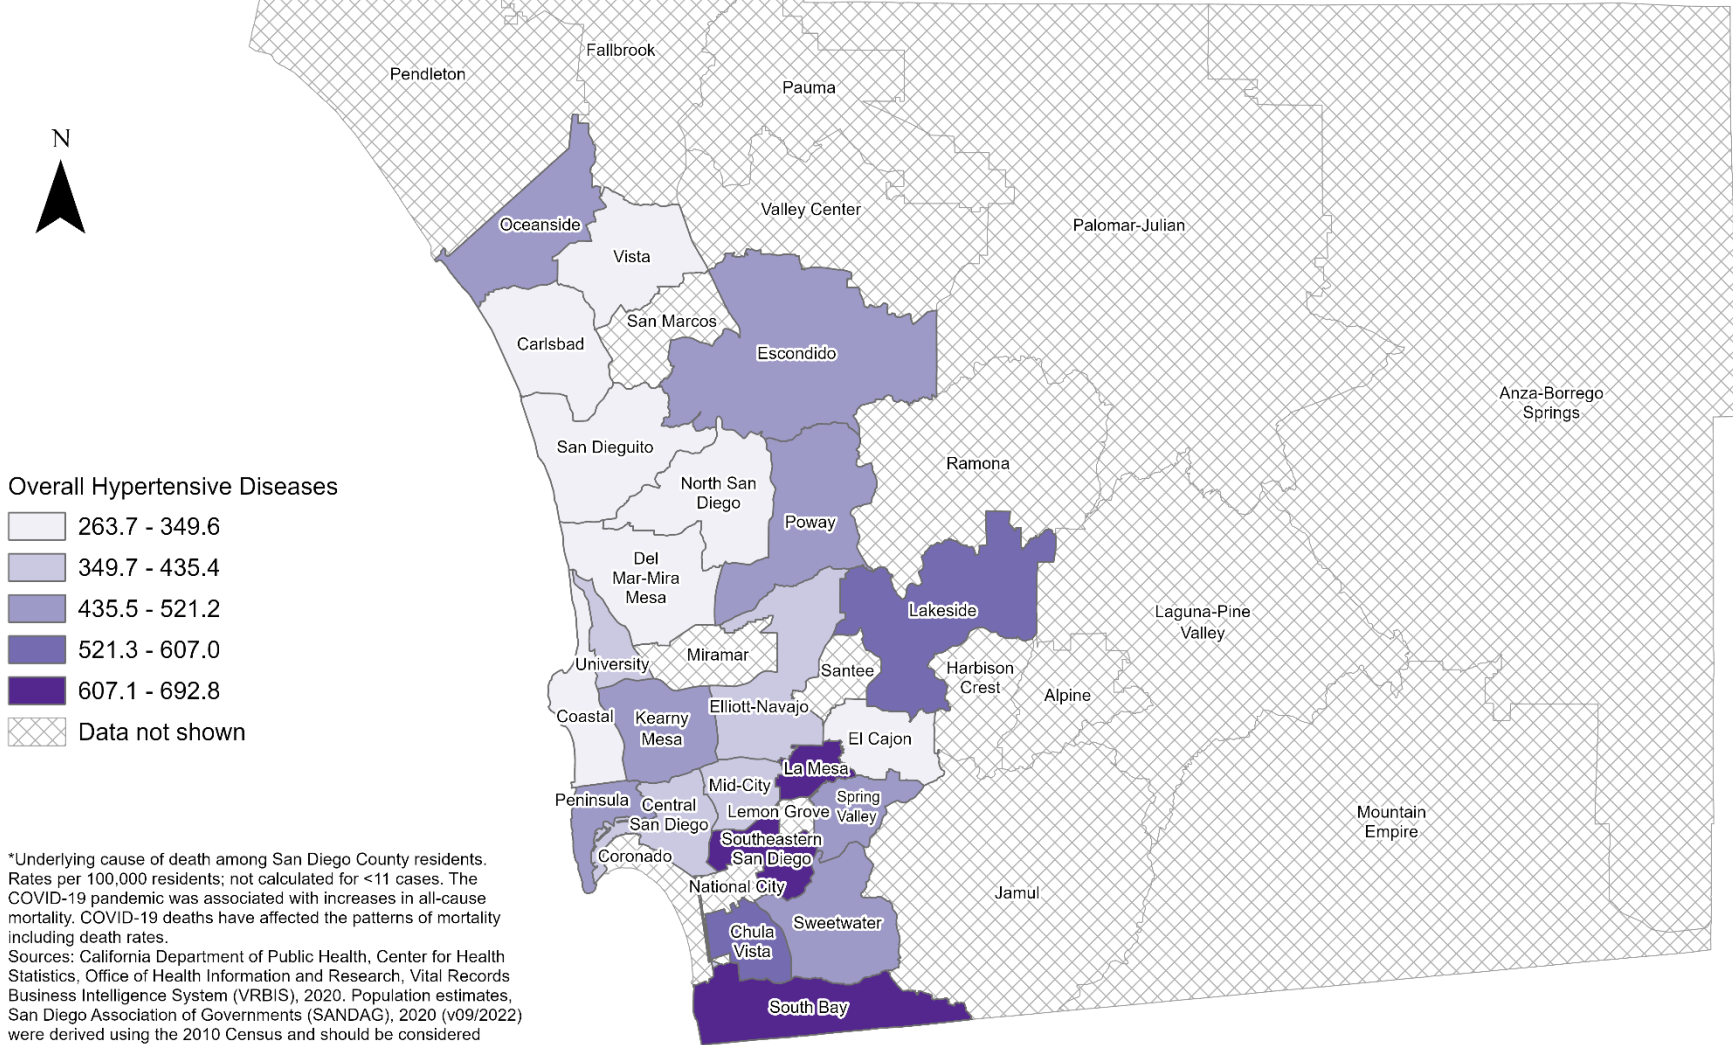 Fallbrook
Pendleton
Pauma
N
Valley Center
Oceanside
Palomar-Julian
Vista
San Marcos
Carlsbad
Escondido
Anza-Borrego
Springs
San Dieguito
Ramona
North San
Diego
Poway
Overall Hypertensive Diseases
263.7 - 349.6
349.7 - 435.4
435.5 - 521.2
521.3 - 607.0
607.1 - 692.8
Data not shown
Del
Mar-Mira
Mesa
Lakeside
Laguna-Pine
Valley
University
Miramar
Santee
Harbison
Crest
Alpine
Coastal
Kearny
Mesa
Elliott-Navajo
El Cajon
La Mesa
Mid-City
Peninsula
Central
San Diego
Lemon Grove
Spring
Valley
Mountain
Empire
Southeastern
San Diego
Coronado
National City
Jamul
Sweetwater
Chula
Vista
South Bay
*Underlying cause of death among San Diego County residents.
Rates per 100,000 residents; not calculated for <11 cases. The
COVID-19 pandemic was associated with increases in all-cause
mortality. COVID-19 deaths have affected the patterns of mortality
including death rates.
Sources: California Department of Public Health, Center for Health
Statistics, Office of Health Information and Research, Vital Records
Business Intelligence System (VRBIS), 2020. Population estimates,
San Diego Association of Governments (SANDAG), 2020 (v09/2022)
were derived using the 2010 Census and should be considered